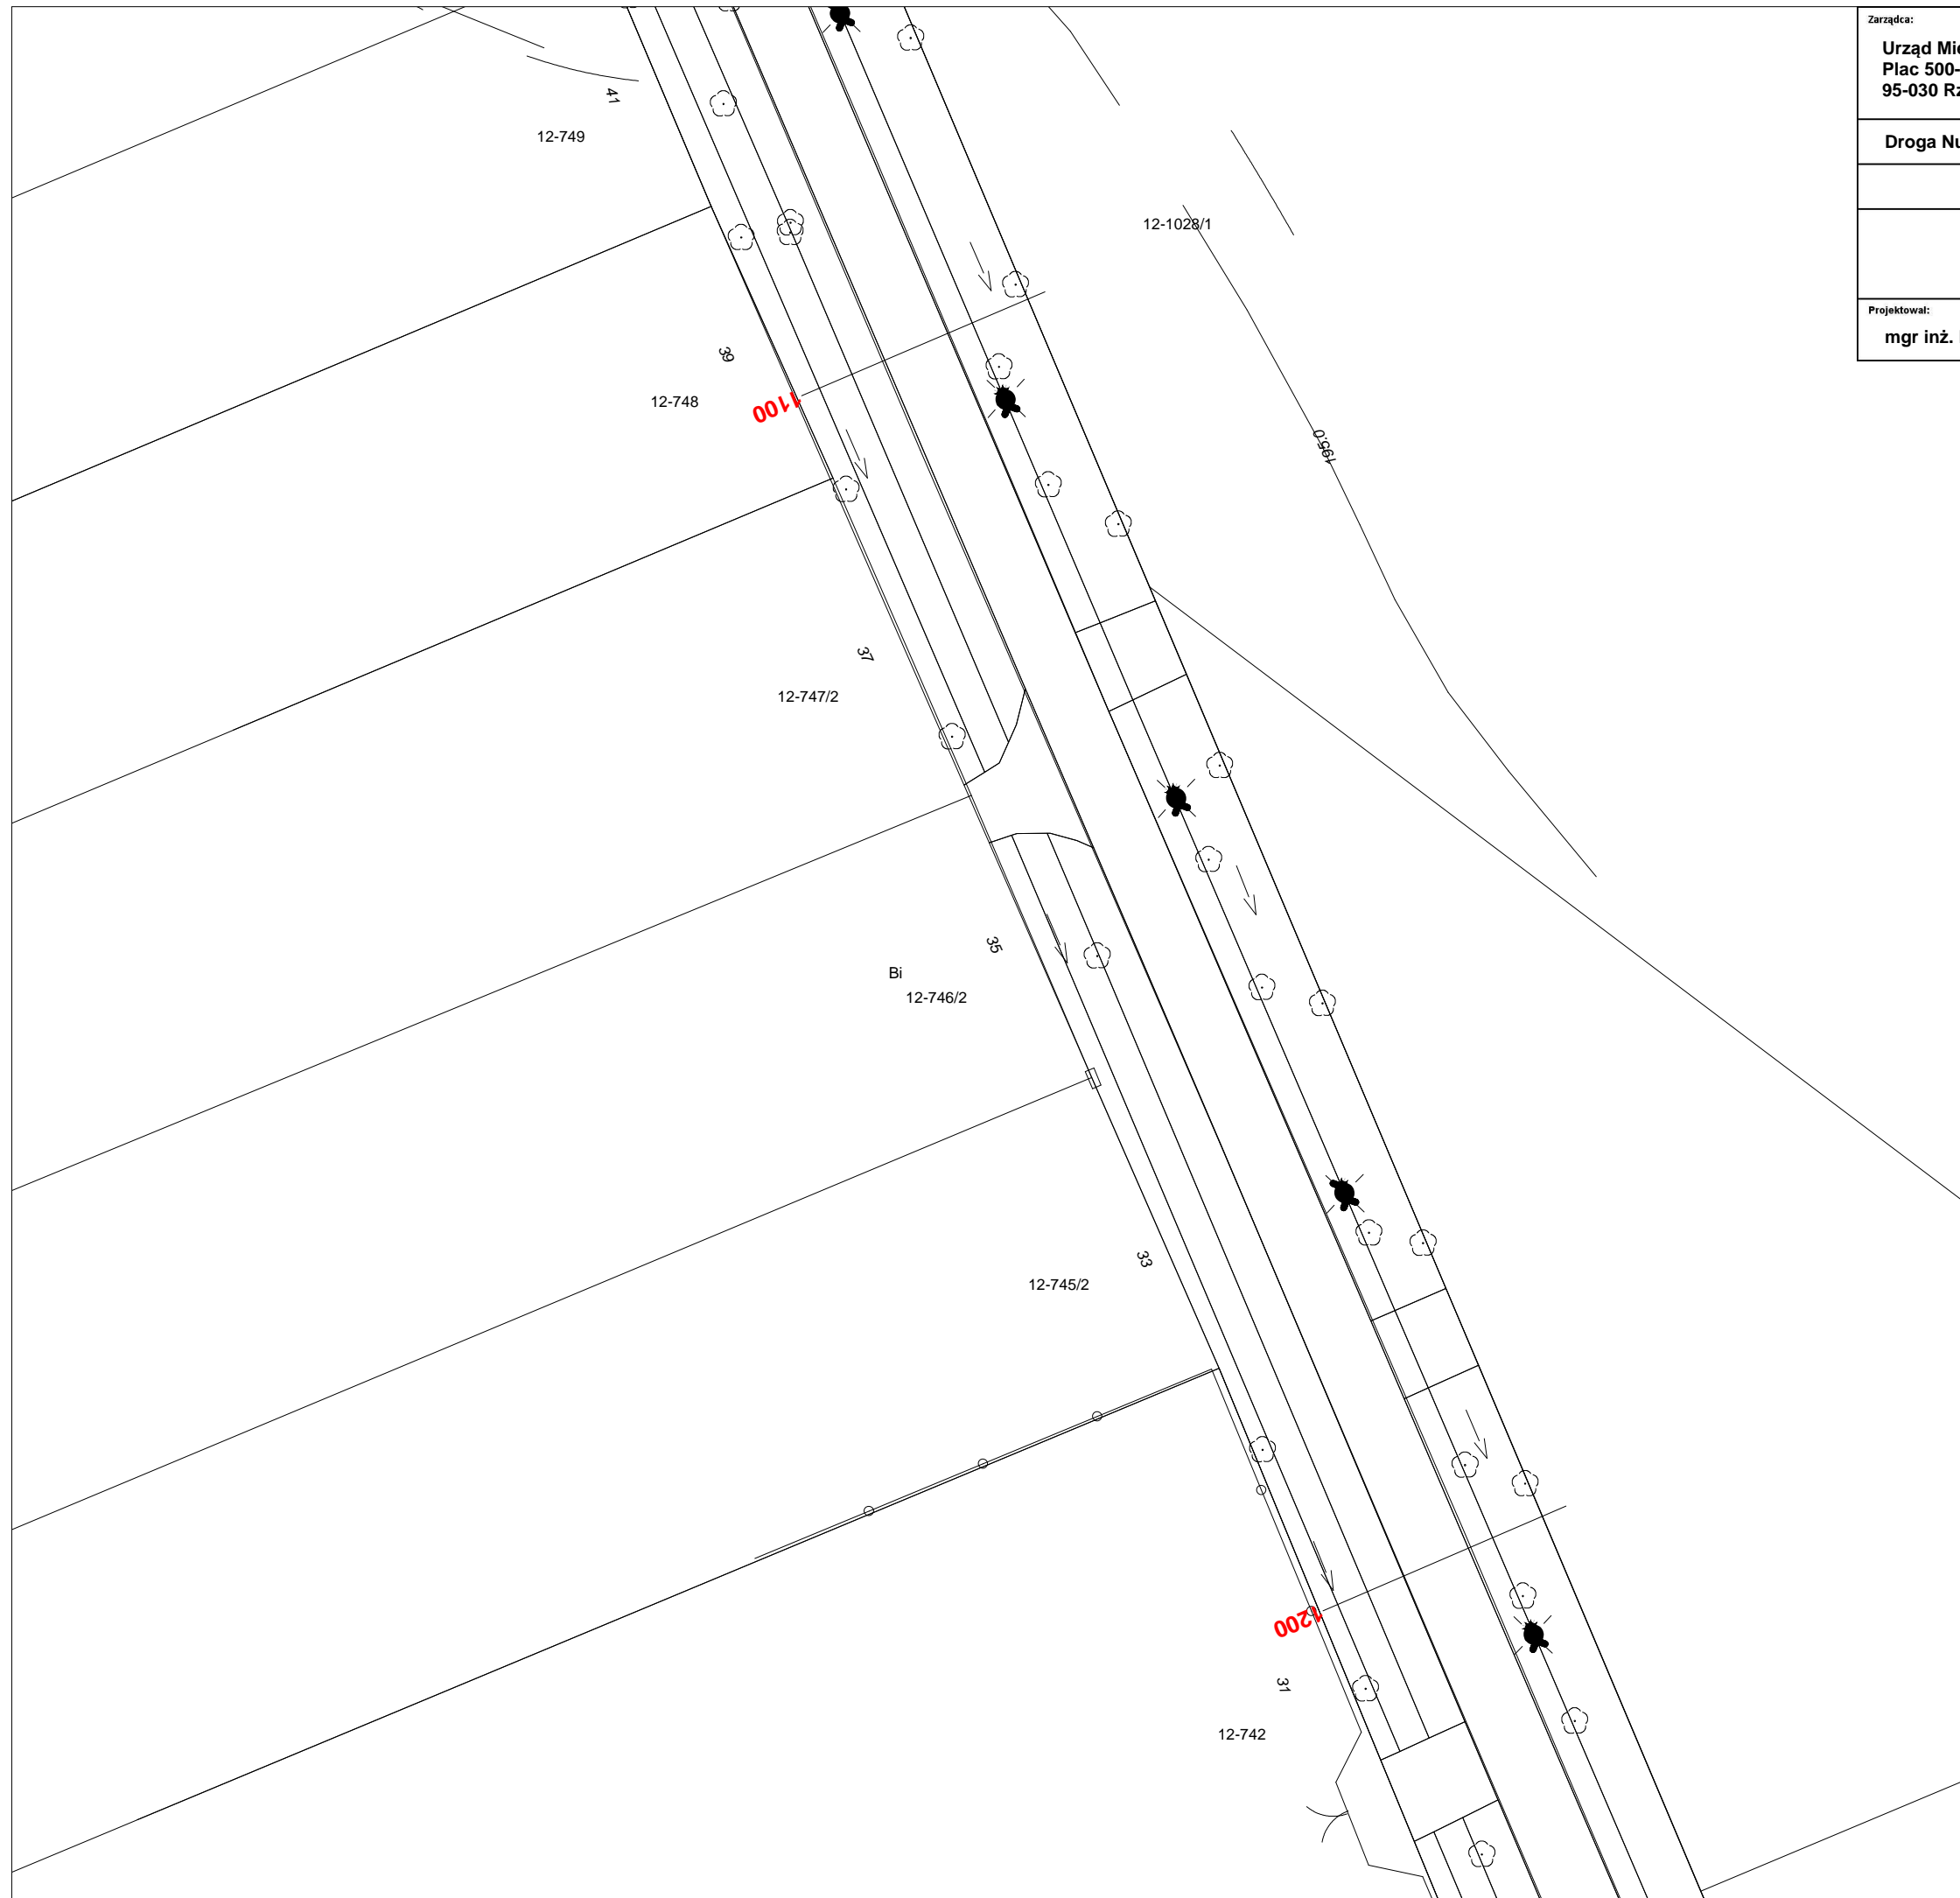 Zarządca:
Urząd
Plac 500-
95-030
Droga
Projektował:
mgr inż.
41
12-749
12-1028/1
39
12-748
1100
195.0
37
12-747/2
35
Bi
12-746/2
33
12-745/2
1200
31
12-742